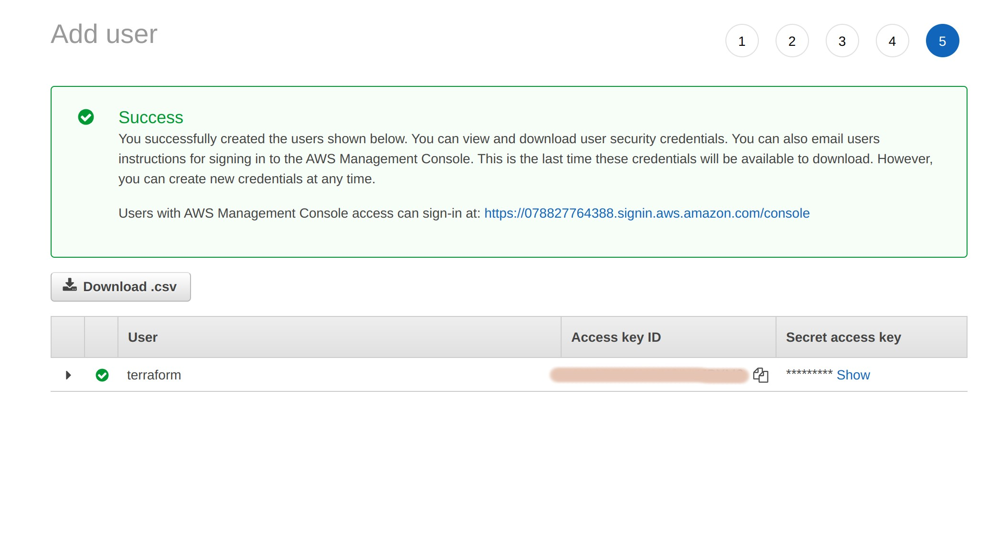 Add user
1 2 3 4 5
Success
You successfully created the users shown below. You can view and download user security credentials. You can also email users
instructions for signing in to the AWS Management Console. This is the last time these credentials will be available to download. However,
you can create new credentials at any time.
Users with AWS Management Console access can sign-in at: https://078827764388.signin.aws.amazon.com/console
Download .csv
User Access key ID Secret access key
terraform ********* Show